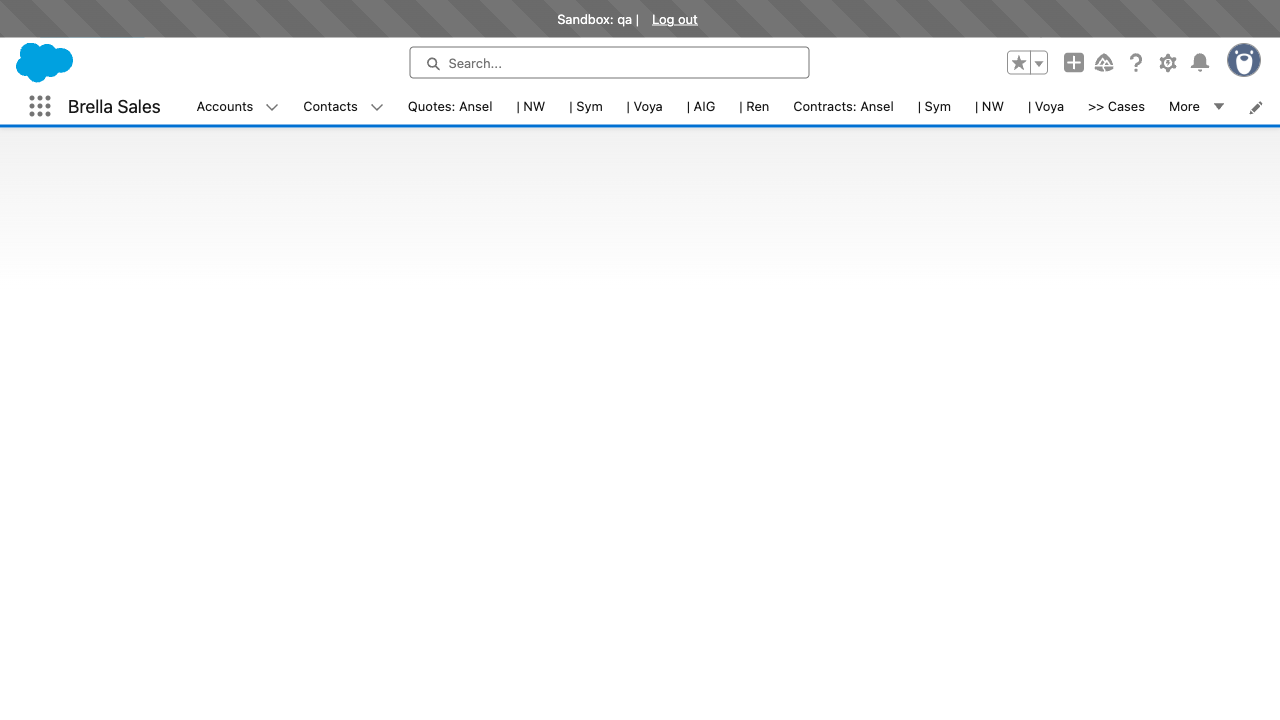 Sandbox: qa | Log out
Search...
Brella Sales Accounts Contacts Quotes: Ansel | NW | Sym | Voya | AIG | Ren Contracts: Ansel | Sym | NW | Voya >> Cases More